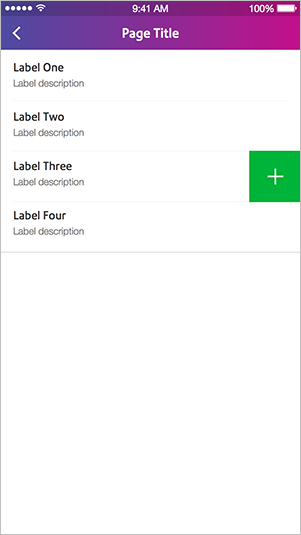 9:41 AM 100%
Page Title
Label One
Label description
Label Two
Label description
Label Three
Label description
Label Four
Label description